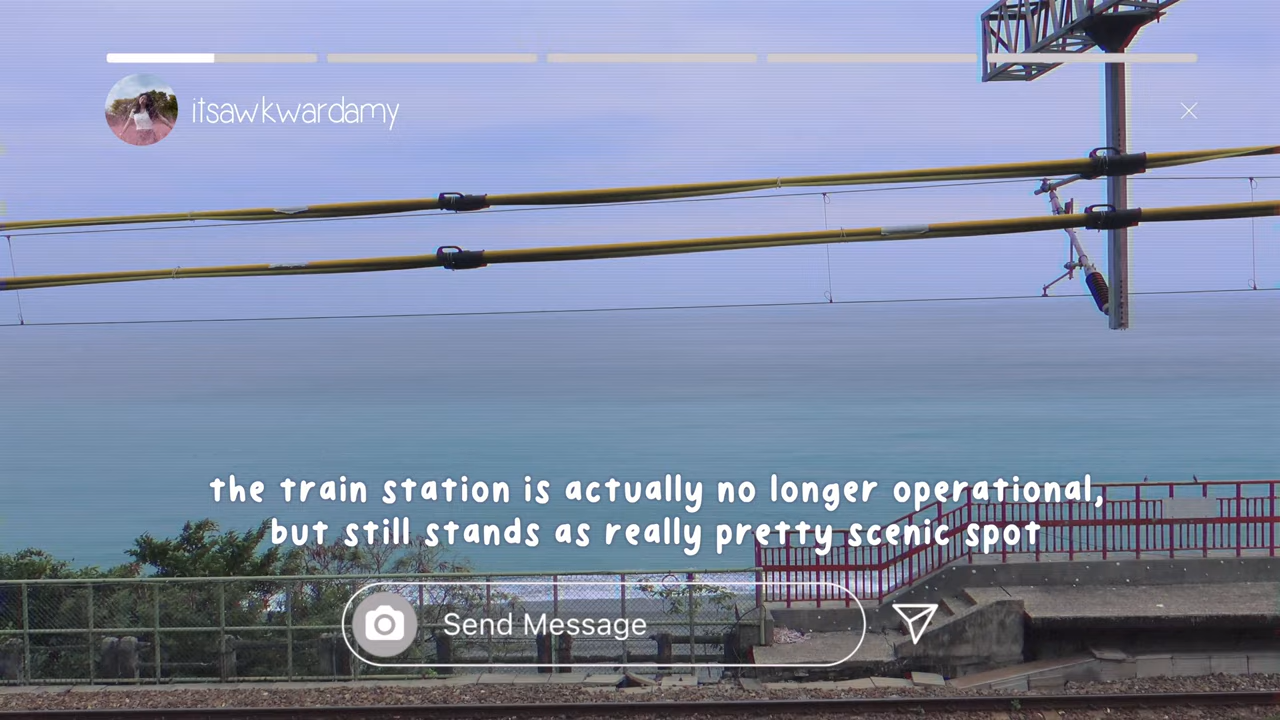 itsawkwardamy
the train station is actually no longer operational,
but still stands as really pretty scenic spot
Send Message